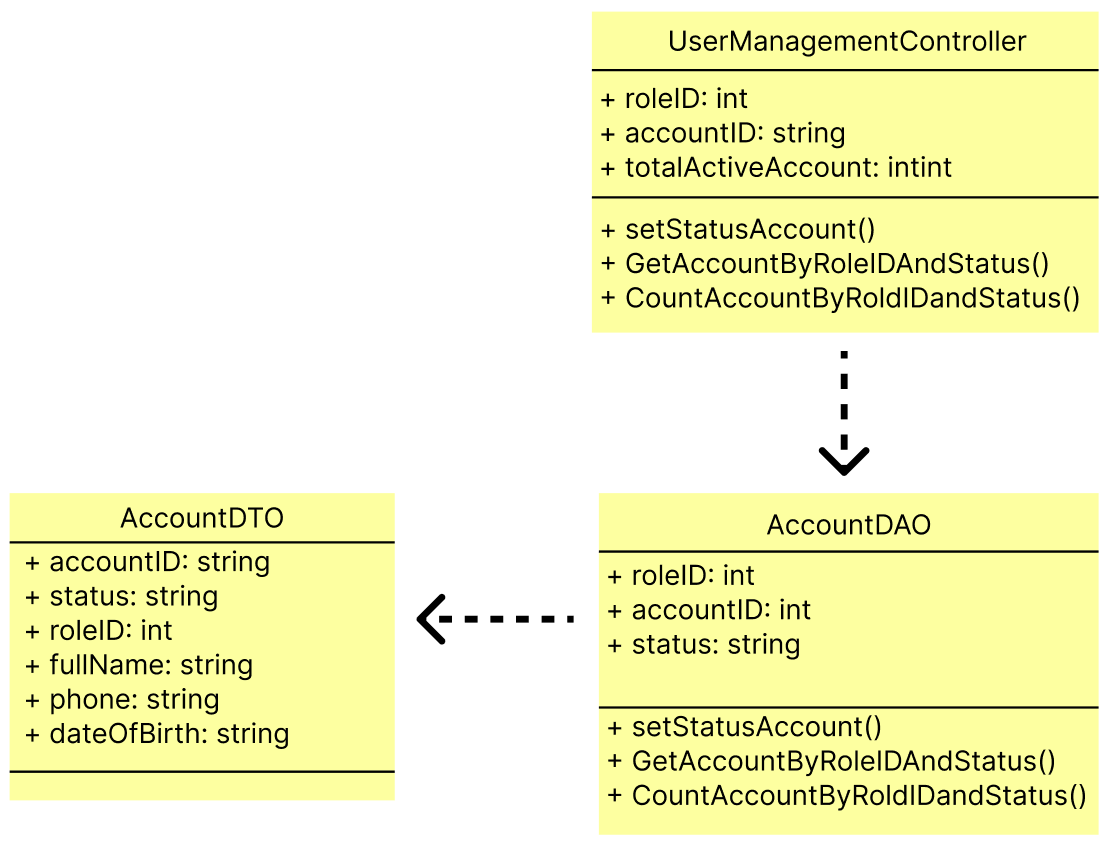 UserManagementController
+ roleID: int
+ accountID: string
+ totalActiveAccount: intint
+ setStatusAccount()
+ GetAccountByRoleIDAndStatus()
+ CountAccountByRoldIDandStatus()
AccountDTO
+ accountID: string
+ status: string
+ roleID: int
+ fullName: string
+ phone: string
+ dateOfBirth: string
AccountDAO
+ roleID: int
+ accountID: int
+ status: string
+ setStatusAccount()
+ GetAccountByRoleIDAndStatus()
+ CountAccountByRoldIDandStatus()